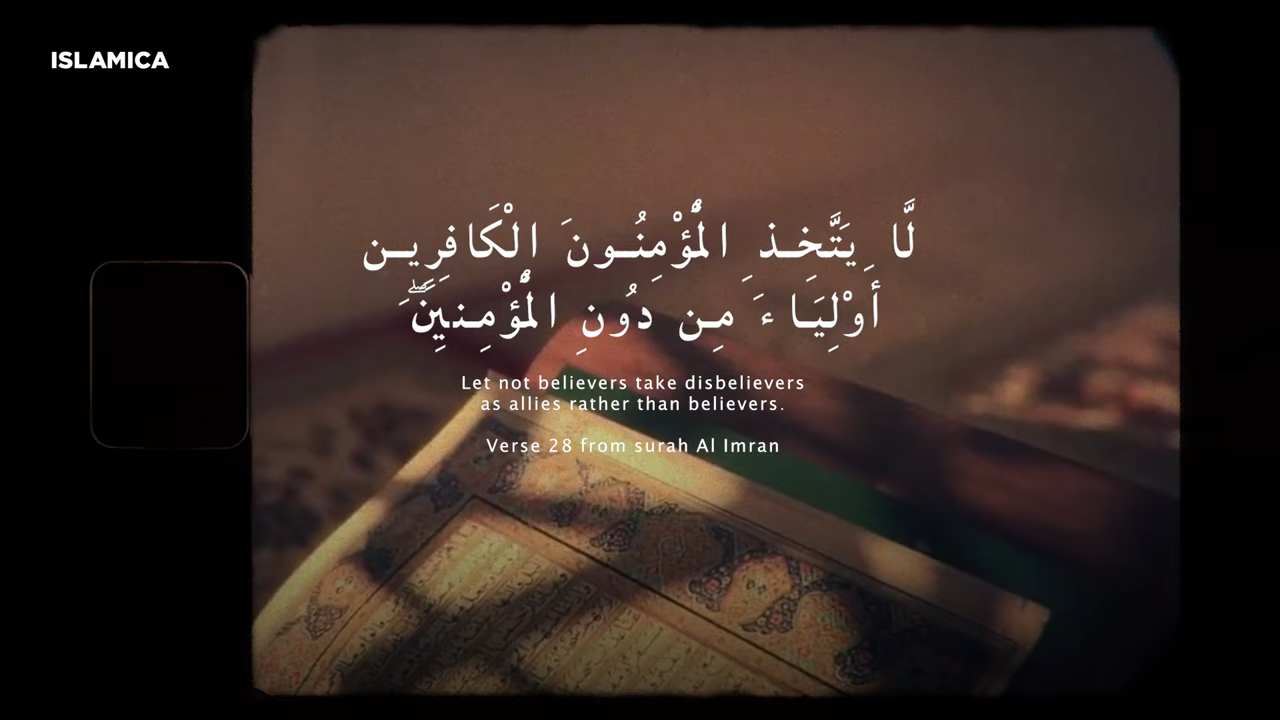 ISLAMICA
لَّا يَتَّخِذِ الْمُؤْمِنُونَ الْكَافِرِينَ
أَوْلِيَاءَ مِن دُونِ الْمُؤْمِنِينَ ۖ
Let not believers take disbelievers
as allies rather than believers.
Verse 28 from surah Al Imran